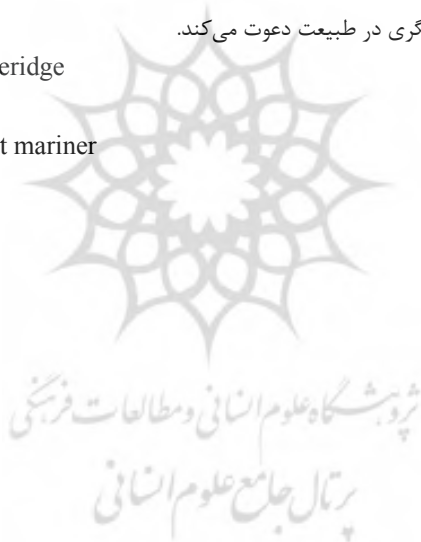 گری در طبیعت دعوت می‌کند.
eridge
t mariner
پژوهشگاه علوم انسانی و مطالعات فرهنگی
پرتال جامع علوم انسانی